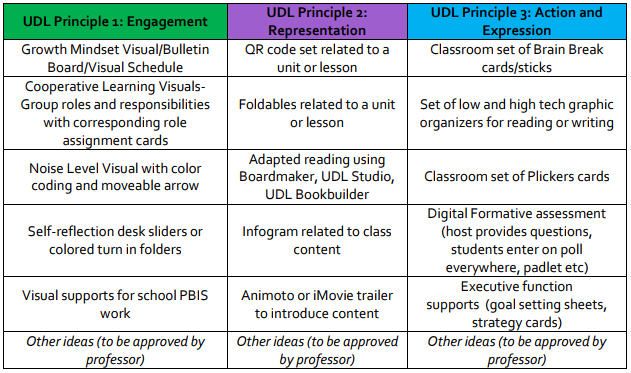 UDL Principle 1: Engagement
UDL Principle 2:
Representation
UDL Principle 3: Action and
Expression
Growth Mindset Visual/Bulletin
Board/Visual Schedule
QR code set related to a
unit or lesson
Classroom set of Brain Break
cards/sticks
Cooperative Learning Visuals-
Group roles and responsibilities
with corresponding role
assignment cards
Foldables related to a unit
or lesson
Set of low and high tech graphic
organizers for reading or writing
Noise Level Visual with color
coding and moveable arrow
Adapted reading using
Boardmaker, UDL Studio,
UDL Bookbuilder
Classroom set of Plickers cards
Self-reflection desk sliders or
colored turn in folders
Infogram related to class
content
Digital Formative assessment
(host provides questions,
students enter on poll
everywhere, padlet etc)
Visual supports for school PBIS
work
Animoto or iMovie trailer
to introduce content
Executive function
supports (goal setting sheets,
strategy cards)
Other ideas (to be approved by
professor)
Other ideas (to be approved
by professor)
Other ideas (to be approved by
professor)